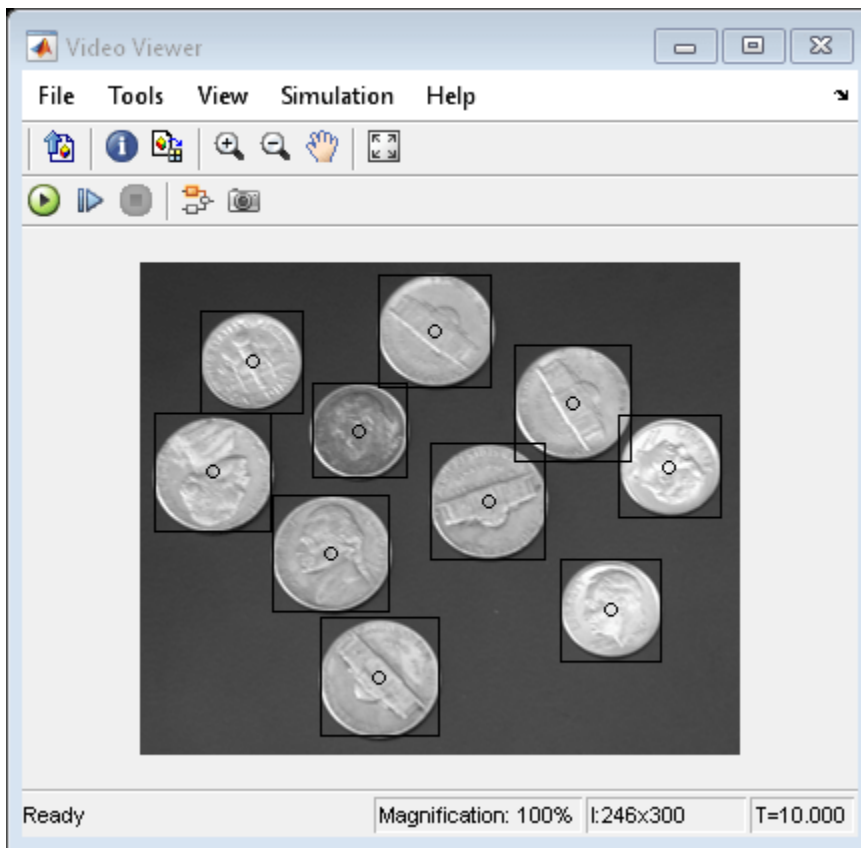 Video Viewer
File Tools View Simulation Help
Ready Magnification: 100% I:246x300 T=10.000